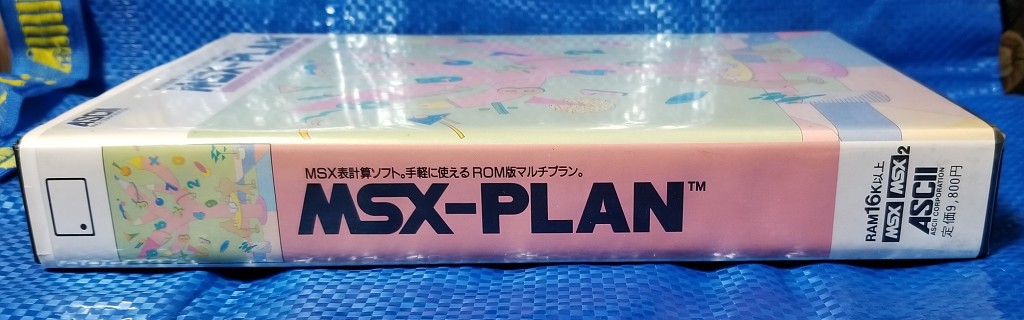 MSX-PLAN
ASCII
MSX表計算ソフト。手軽に使えるROM版マルチプラン。
MSX-PLAN™
RAM16K以上
MSX MSX2
ASCII
ASCII CORPORATION
定価9,800円